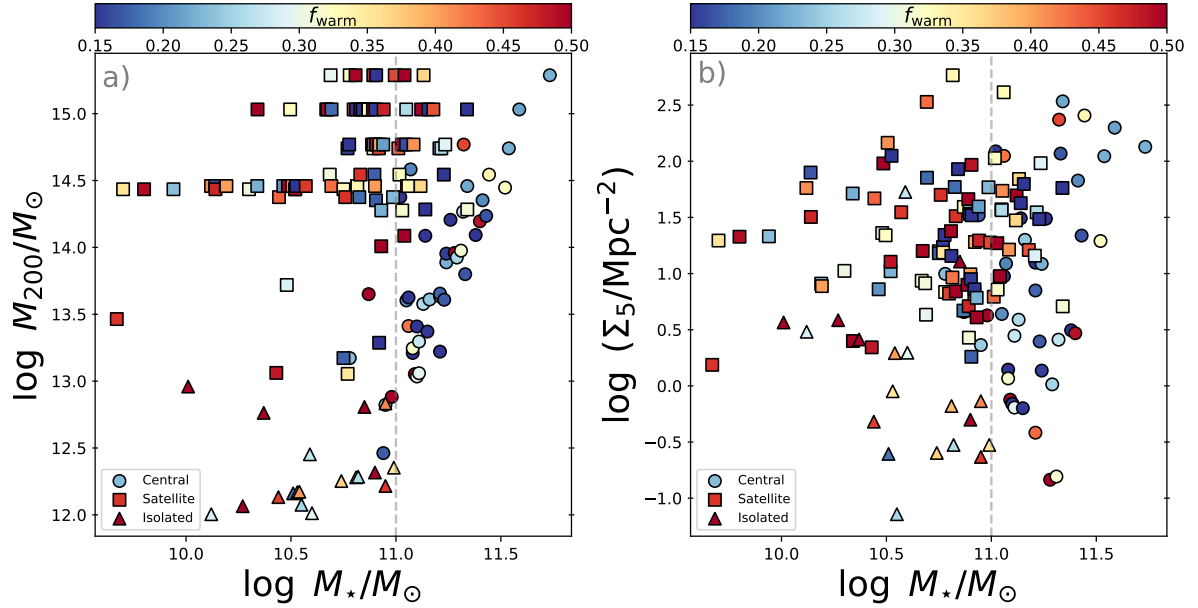 f_warm
0.15 0.20 0.25 0.30 0.35 0.40 0.45 0.50
a)
log M_200/M_⊙
15.0
14.5
14.0
13.5
13.0
12.5
12.0
Central
Satellite
Isolated
10.0 10.5 11.0 11.5
log M_⋆/M_⊙
f_warm
0.15 0.20 0.25 0.30 0.35 0.40 0.45 0.50
b)
log (Σ_5/Mpc^−2)
2.5
2.0
1.5
1.0
0.5
0.0
−0.5
−1.0
Central
Satellite
Isolated
10.0 10.5 11.0 11.5
log M_⋆/M_⊙